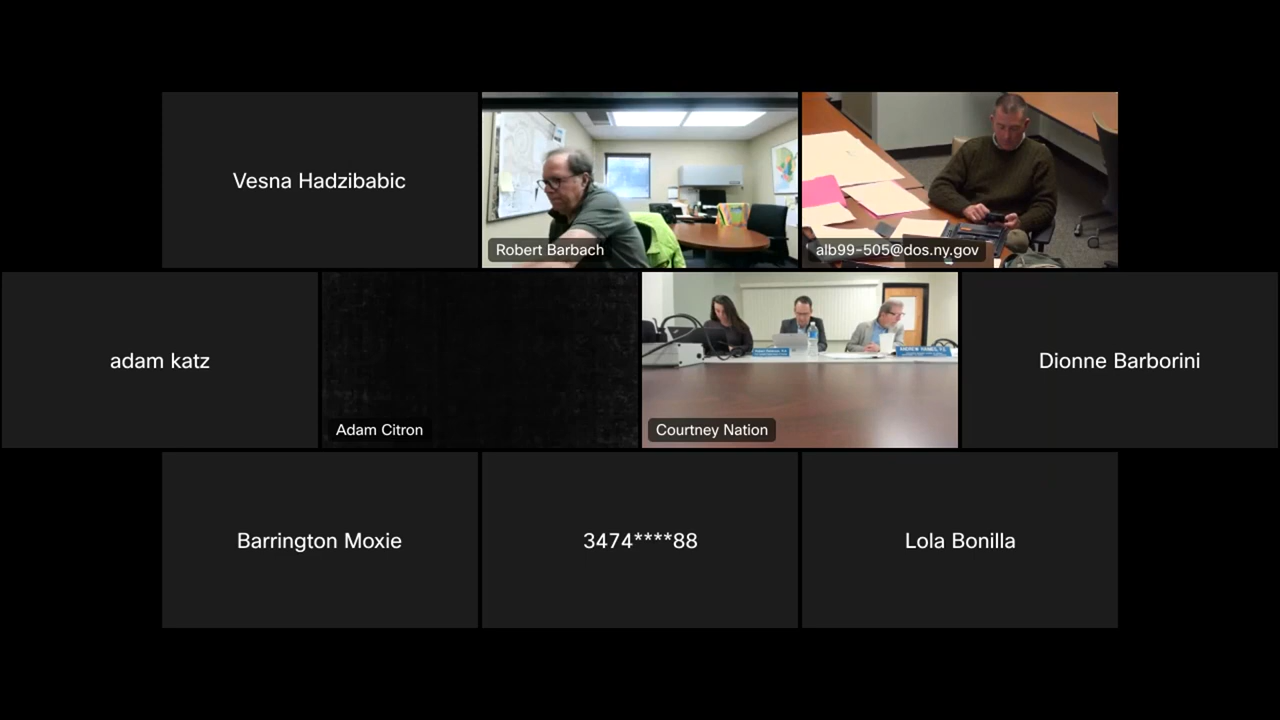 Vesna Hadzibabic
Robert Barbach
alb99-505@dos.ny.gov
adam katz
Adam Citron
Courtney Nation
Dionne Barborini
Barrington Moxie
3474****88
Lola Bonilla